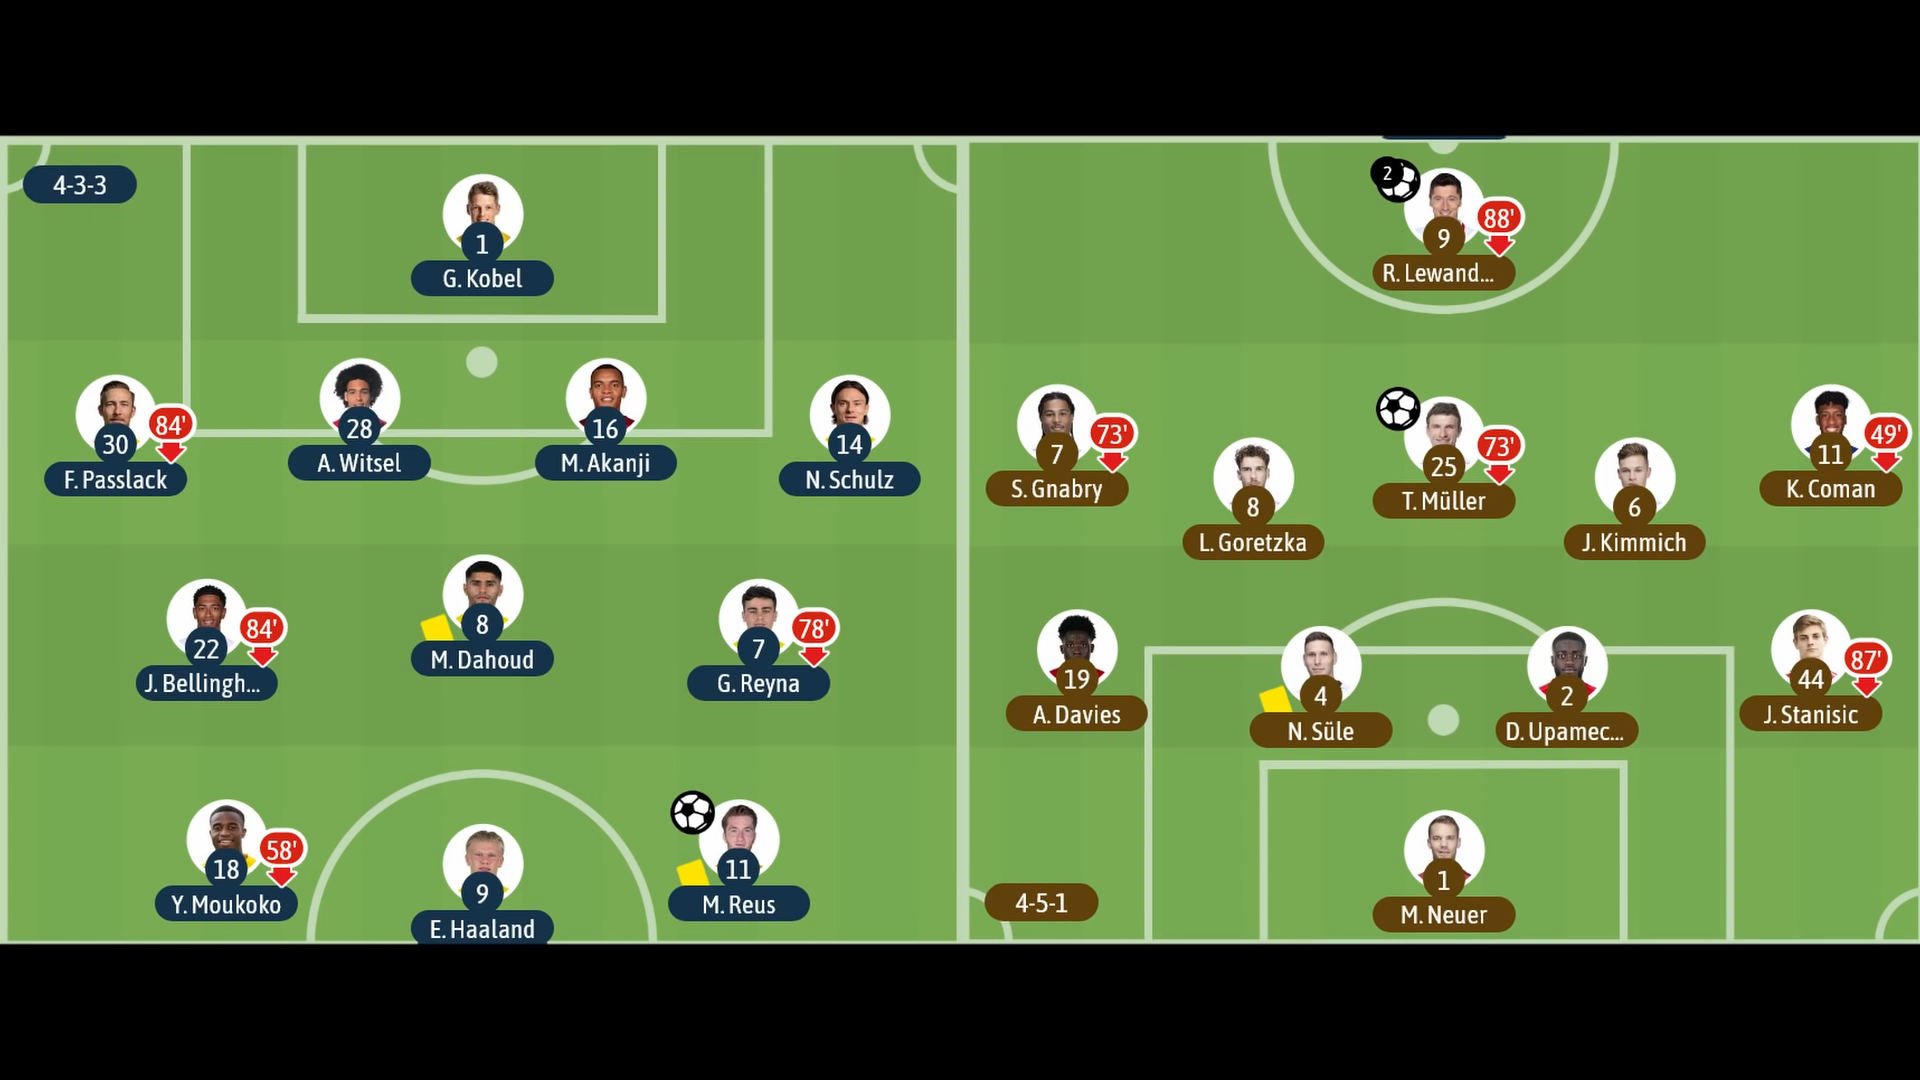 4-3-3
1
G. Kobel
30
84'
F. Passlack
28
A. Witsel
16
M. Akanji
14
N. Schulz
22
84'
J. Bellingh...
8
M. Dahoud
7
78'
G. Reyna
18
58'
Y. Moukoko
9
E. Haaland
11
M. Reus
2
9
88'
R. Lewand...
7
73'
S. Gnabry
8
L. Goretzka
25
73'
T. Müller
6
J. Kimmich
11
49'
K. Coman
19
A. Davies
4
N. Süle
2
D. Upamec...
44
87'
J. Stanisic
4-5-1
1
M. Neuer